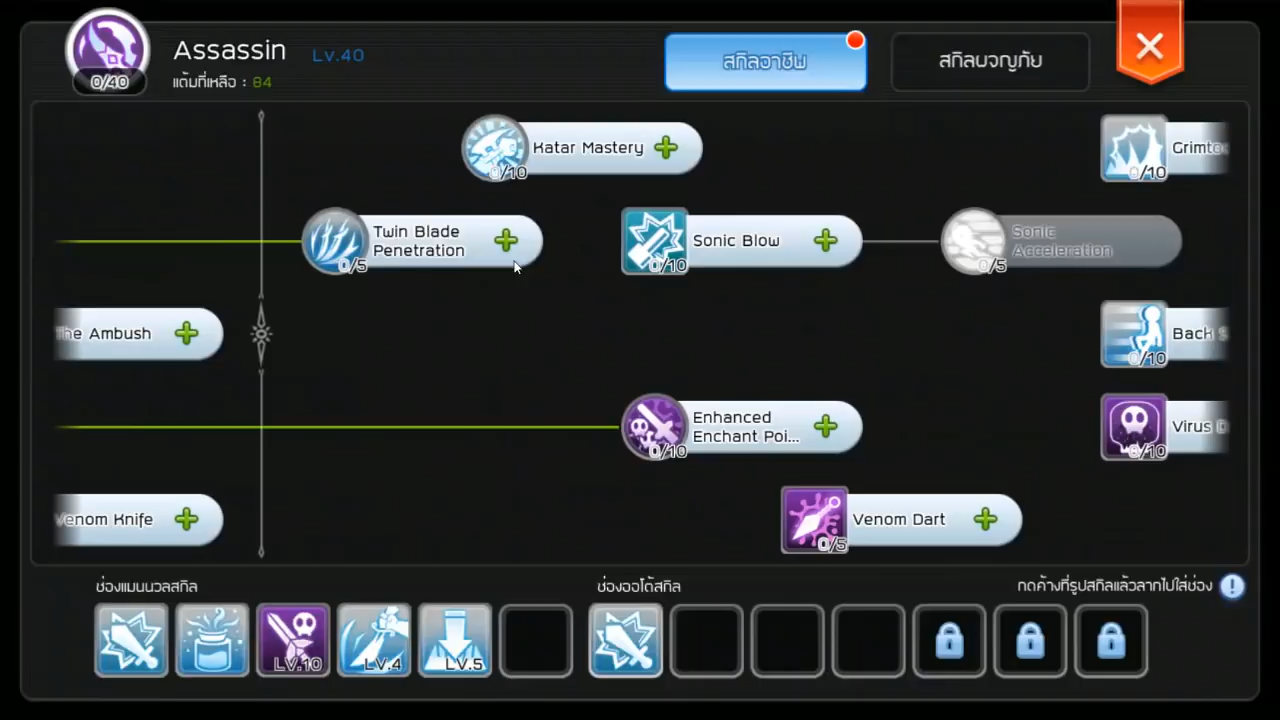 Assassin Lv.40
0/40
แต้มที่เหลือ : 84
สกิลอาชีพ
สกิลผจญภัย
Katar Mastery
0/10
Grimto
0/10
Twin Blade
Penetration
0/5
Sonic Blow
0/10
Sonic
Acceleration
0/5
The Ambush
Back S
0/10
Enhanced
Enchant Poi...
0/10
Virus D
0/10
Venom Knife
Venom Dart
0/5
ช่องแมนนวลสกิล
ช่องออโต้สกิล
กดค้างที่รูปสกิลแล้วลากไปใส่ช่อง
LV.10
LV.4
LV.5